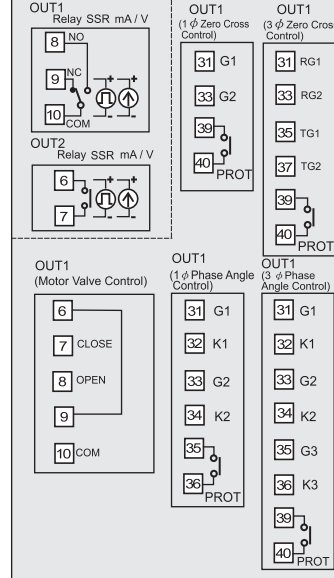 OUT1
Relay SSR mA / V
8 NO
9 NC
10 COM
OUT2
Relay SSR mA / V
6
7
OUT1
(1 ϕ Zero Cross
Control)
31 G1
33 G2
39
40
PROT
OUT1
(3 ϕ Zero Cross
Control)
31 RG1
33 RG2
35 TG1
37 TG2
39
40
PROT
OUT1
(Motor Valve Control)
6
7 CLOSE
8 OPEN
9
10 COM
OUT1
(1 ϕ Phase Angle
Control)
31 G1
32 K1
33 G2
34 K2
35
36
PROT
OUT1
(3 ϕ Phase
Angle Control)
31 G1
32 K1
33 G2
34 K2
35 G3
36 K3
39
40
PROT